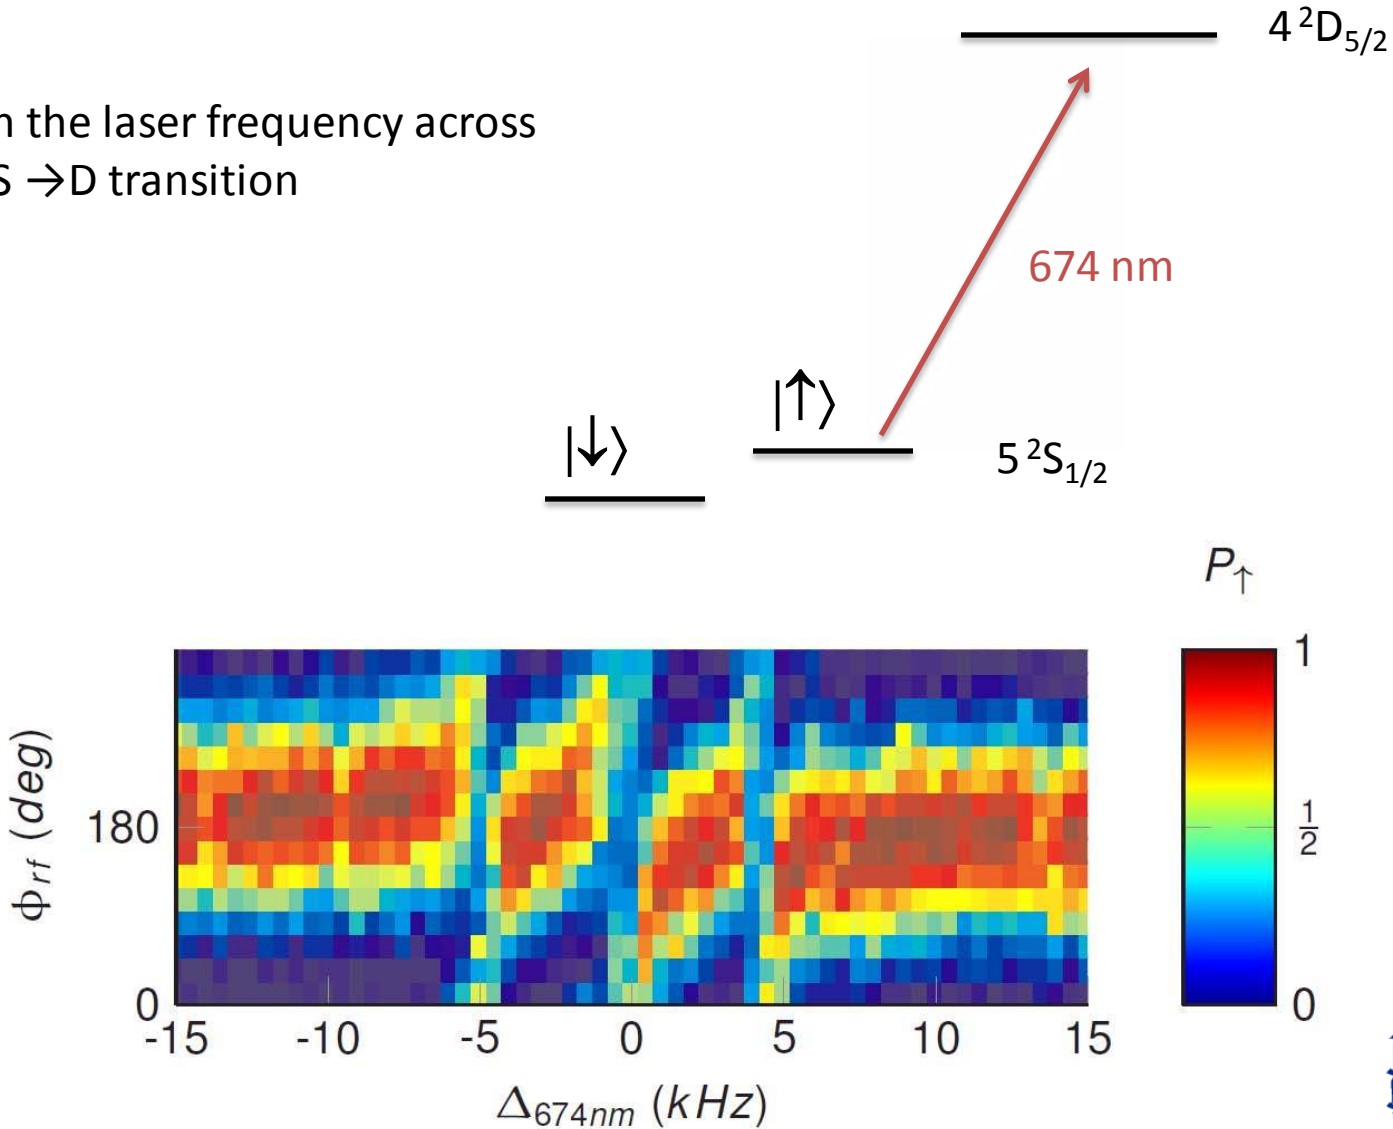 4 ²D₅/₂
the laser frequency across
S →D transition
674 nm
|↑⟩
|↓⟩
5 ²S₁/₂
P↑
1
1/2
0
Φrf (deg)
180
0
-15 -10 -5 0 5 10 15
Δ674nm (kHz)